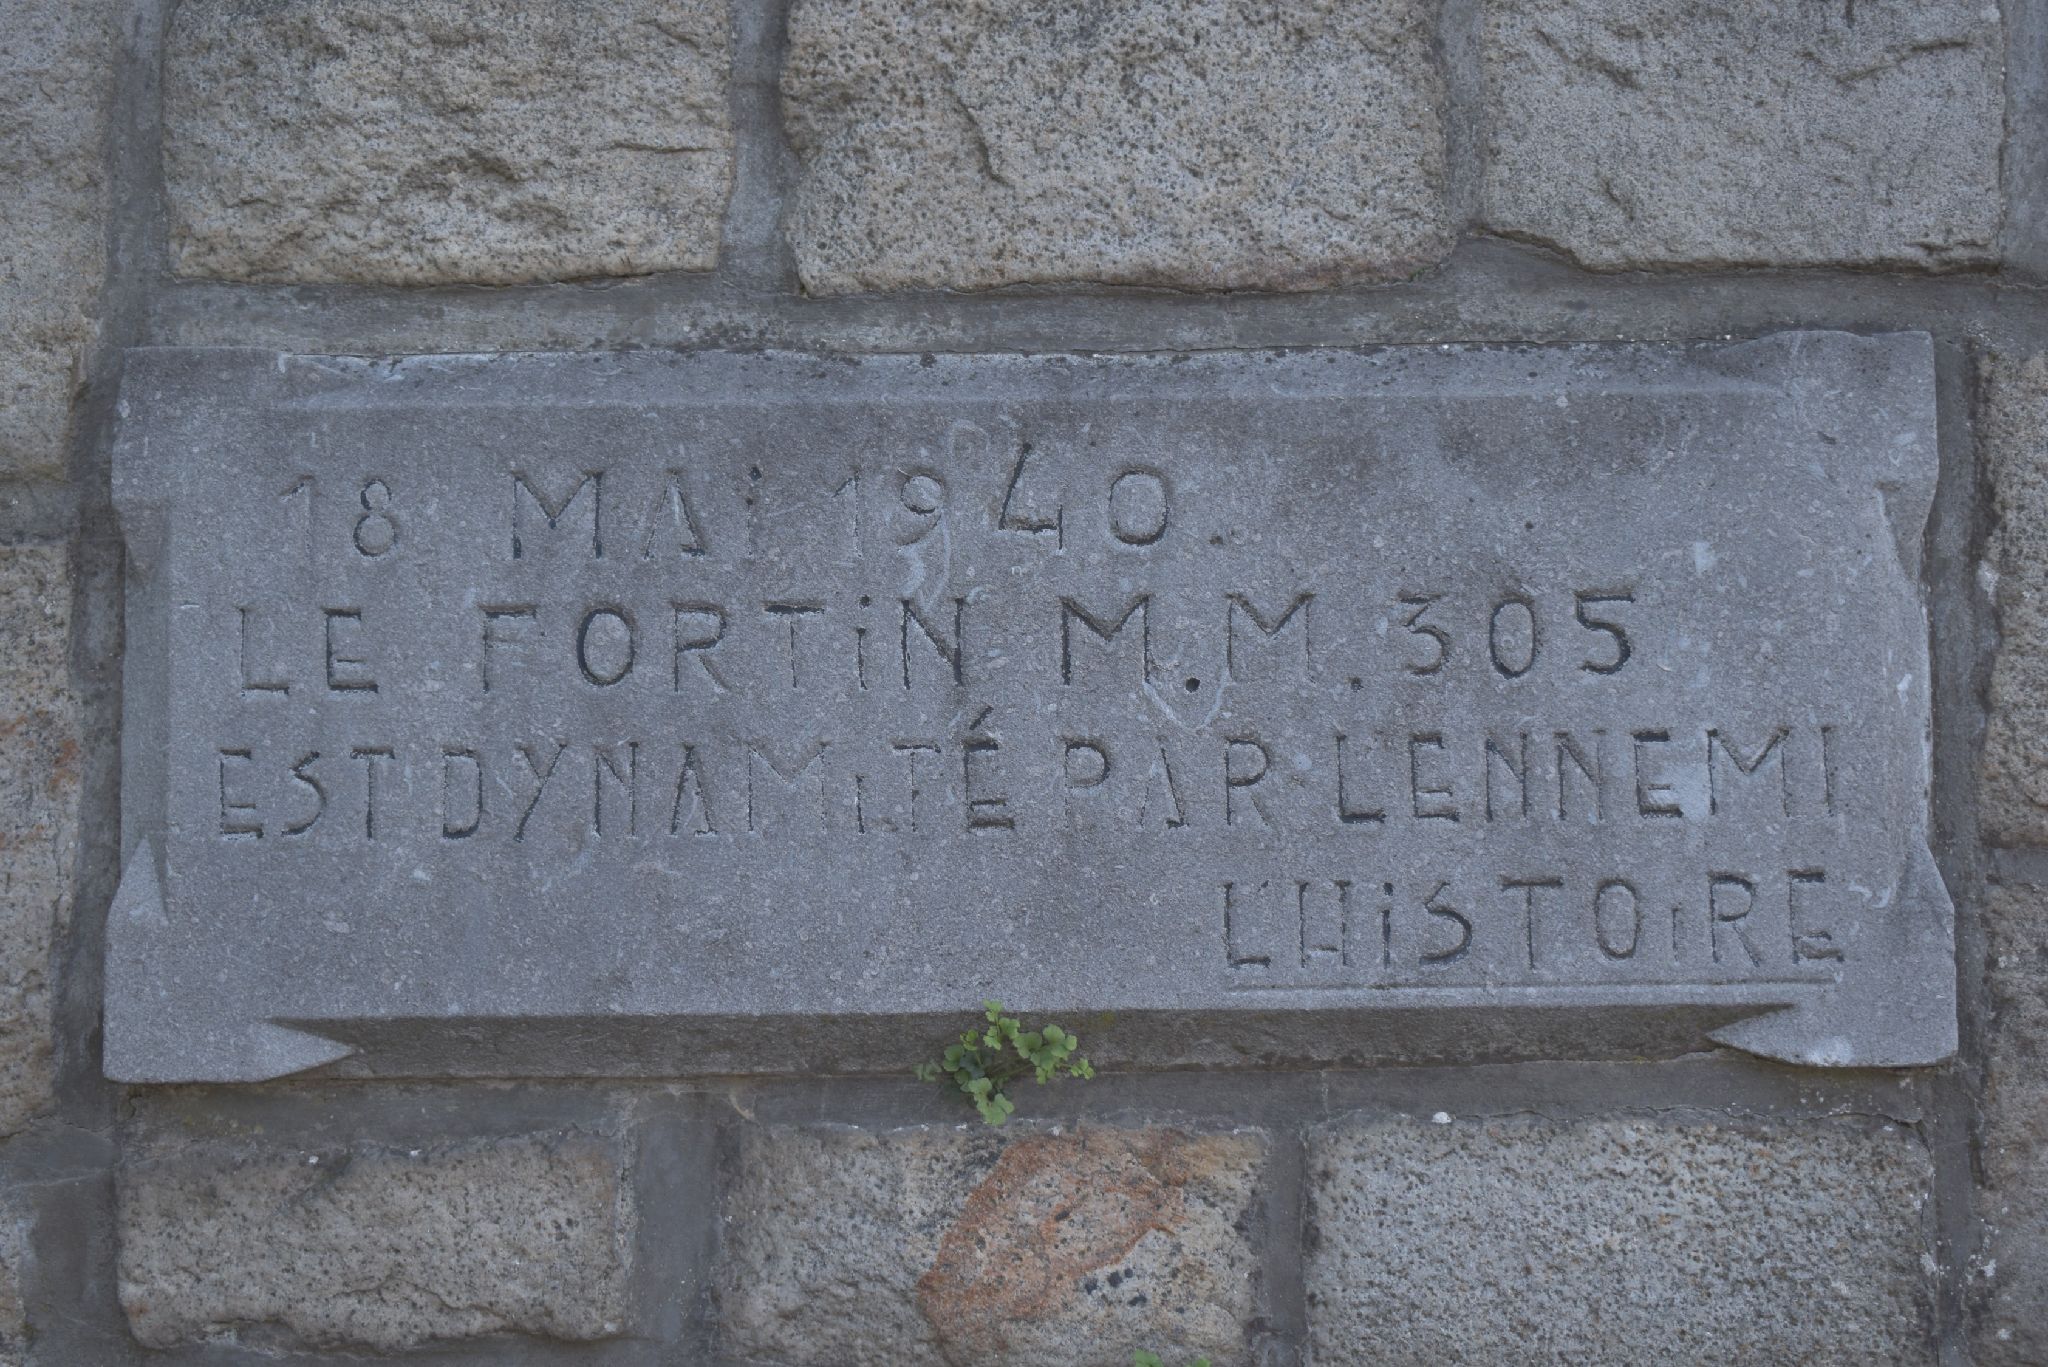 18 MAi 1940.
LE FORTiN M.M.305
EST DYNAMiTÉ PAR LENNEMI
L'HiSTOiRE